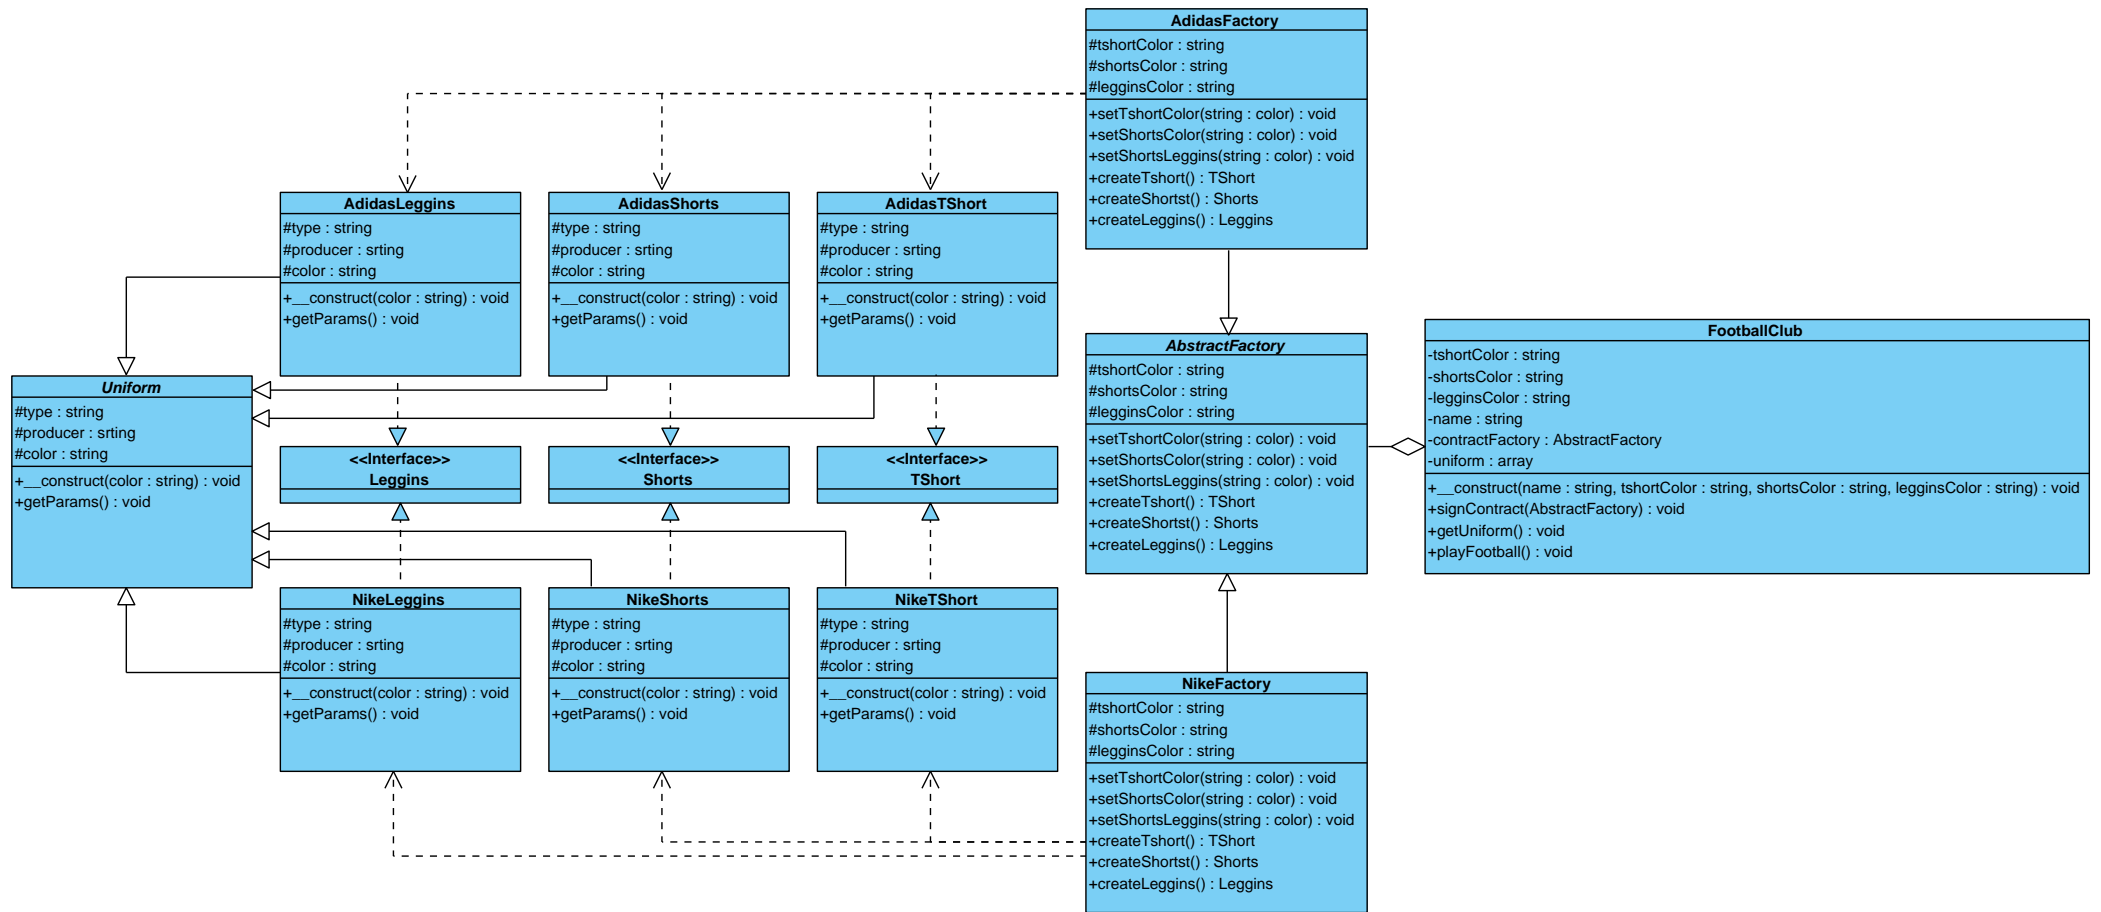 AdidasFactory
#tshortColor : string
#shortsColor : string
#legginsColor : string
+setTshortColor(string : color) : void
+setShortsColor(string : color) : void
+setShortsLeggins(string : color) : void
+createTshort() : TShort
+createShortst() : Shorts
+createLeggins() : Leggins
AdidasLeggins
#type : string
#producer : srting
#color : string
+__construct(color : string) : void
+getParams() : void
AdidasShorts
#type : string
#producer : srting
#color : string
+__construct(color : string) : void
+getParams() : void
AdidasTShort
#type : string
#producer : srting
#color : string
+__construct(color : string) : void
+getParams() : void
Uniform
#type : string
#producer : srting
#color : string
+__construct(color : string) : void
+getParams() : void
<<Interface>>
Leggins
<<Interface>>
Shorts
<<Interface>>
TShort
AbstractFactory
#tshortColor : string
#shortsColor : string
#legginsColor : string
+setTshortColor(string : color) : void
+setShortsColor(string : color) : void
+setShortsLeggins(string : color) : void
+createTshort() : TShort
+createShortst() : Shorts
+createLeggins() : Leggins
FootballClub
-tshortColor : string
-shortsColor : string
-legginsColor : string
-name : string
-contractFactory : AbstractFactory
-uniform : array
+__construct(name : string, tshortColor : string, shortsColor : string, legginsColor : string) : void
+signContract(AbstractFactory) : void
+getUniform() : void
+playFootball() : void
NikeLeggins
#type : string
#producer : srting
#color : string
+__construct(color : string) : void
+getParams() : void
NikeShorts
#type : string
#producer : srting
#color : string
+__construct(color : string) : void
+getParams() : void
NikeTShort
#type : string
#producer : srting
#color : string
+__construct(color : string) : void
+getParams() : void
NikeFactory
#tshortColor : string
#shortsColor : string
#legginsColor : string
+setTshortColor(string : color) : void
+setShortsColor(string : color) : void
+setShortsLeggins(string : color) : void
+createTshort() : TShort
+createShortst() : Shorts
+createLeggins() : Leggins